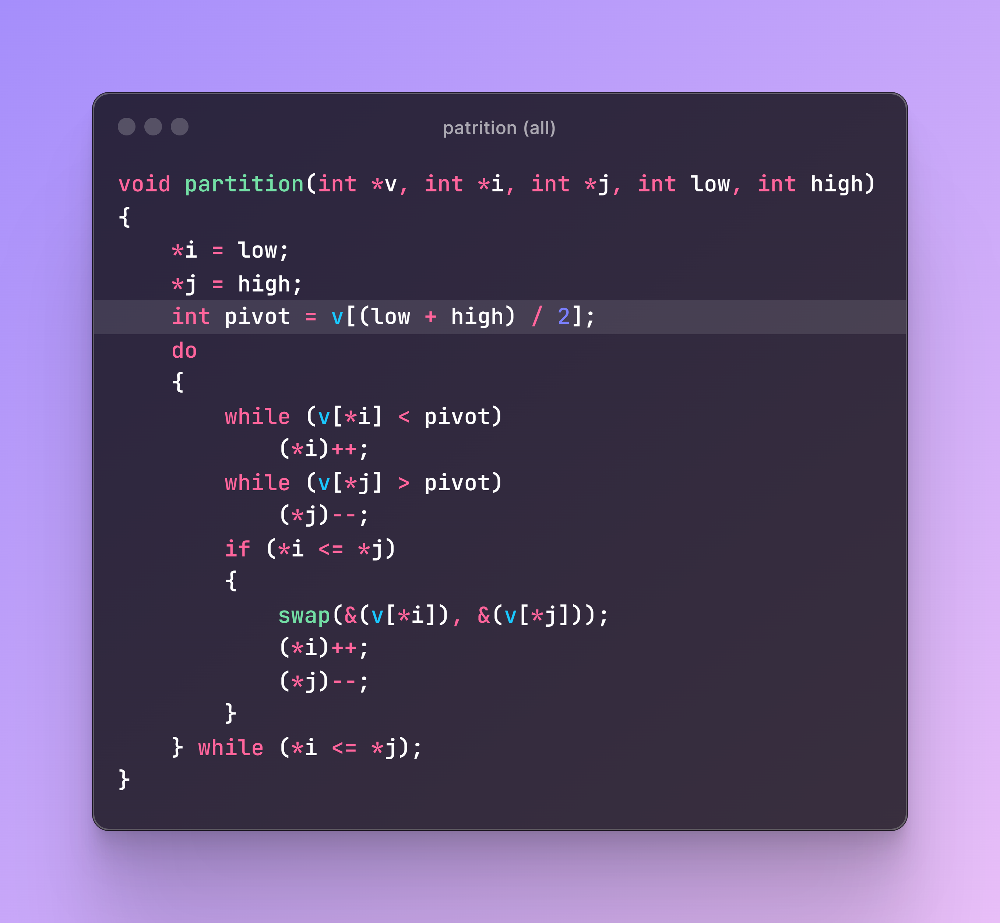 patrition (all)
void partition(int *v, int *i, int *j, int low, int high)
{
    *i = low;
    *j = high;
    int pivot = v[(low + high) / 2];
    do
    {
        while (v[*i] < pivot)
            (*i)++;
        while (v[*j] > pivot)
            (*j)--;
        if (*i <= *j)
        {
            swap(&(v[*i]), &(v[*j]));
            (*i)++;
            (*j)--;
        }
    } while (*i <= *j);
}